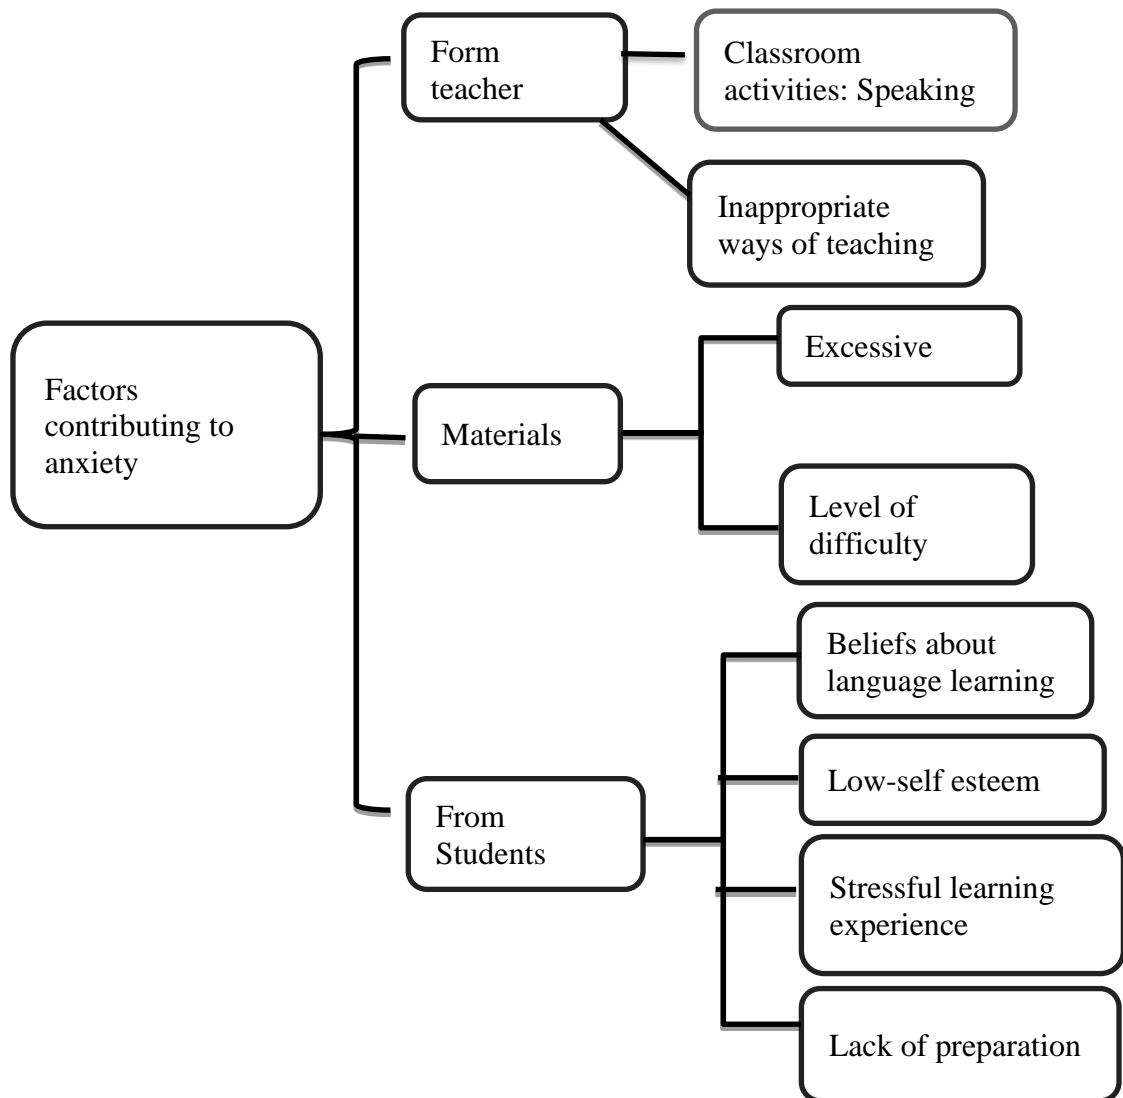 Form
teacher
Classroom
activities: Speaking
Inappropriate
ways of teaching
Factors
contributing to
anxiety
Materials
Excessive
Level of
difficulty
From
Students
Beliefs about
language learning
Low-self esteem
Stressful learning
experience
Lack of preparation